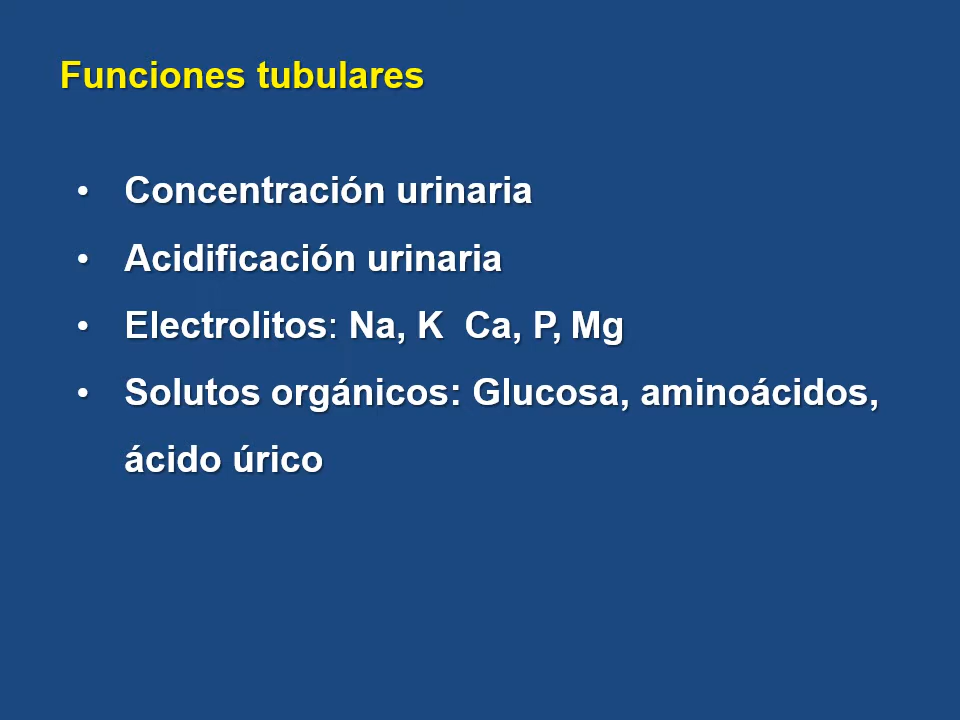 Funciones tubulares
• Concentración urinaria
• Acidificación urinaria
• Electrolitos: Na, K  Ca, P, Mg
• Solutos orgánicos: Glucosa, aminoácidos,
ácido úrico